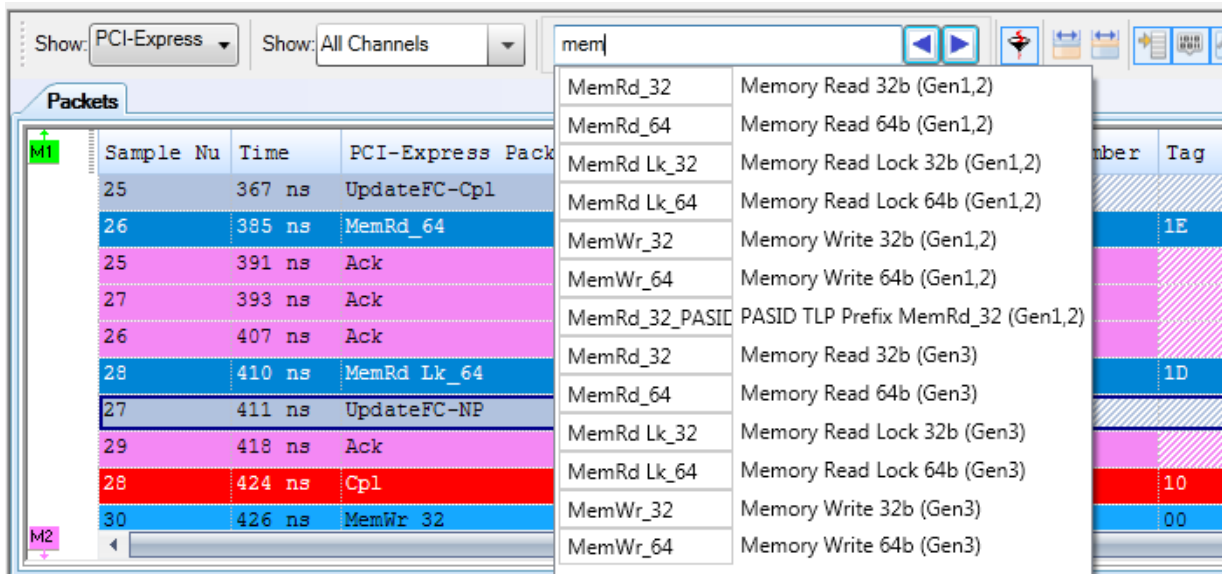 Show: PCI-Express Show: All Channels mem
Packets
MemRd_32 Memory Read 32b (Gen1,2)
MemRd_64 Memory Read 64b (Gen1,2)
MemRd Lk_32 Memory Read Lock 32b (Gen1,2)
MemRd Lk_64 Memory Read Lock 64b (Gen1,2)
MemWr_32 Memory Write 32b (Gen1,2)
MemWr_64 Memory Write 64b (Gen1,2)
MemRd_32_PASID PASID TLP Prefix MemRd_32 (Gen1,2)
MemRd_32 Memory Read 32b (Gen3)
MemRd_64 Memory Read 64b (Gen3)
MemRd Lk_32 Memory Read Lock 32b (Gen3)
MemRd Lk_64 Memory Read Lock 64b (Gen3)
MemWr_32 Memory Write 32b (Gen3)
MemWr_64 Memory Write 64b (Gen3)
M1
Sample Nu Time PCI-Express Pack mber Tag
25 367 ns UpdateFC-Cpl
26 385 ns MemRd_64 1E
25 391 ns Ack
27 393 ns Ack
26 407 ns Ack
28 410 ns MemRd Lk_64 1D
27 411 ns UpdateFC-NP
29 418 ns Ack
28 424 ns Cpl 10
30 426 ns MemWr 32 00
M2